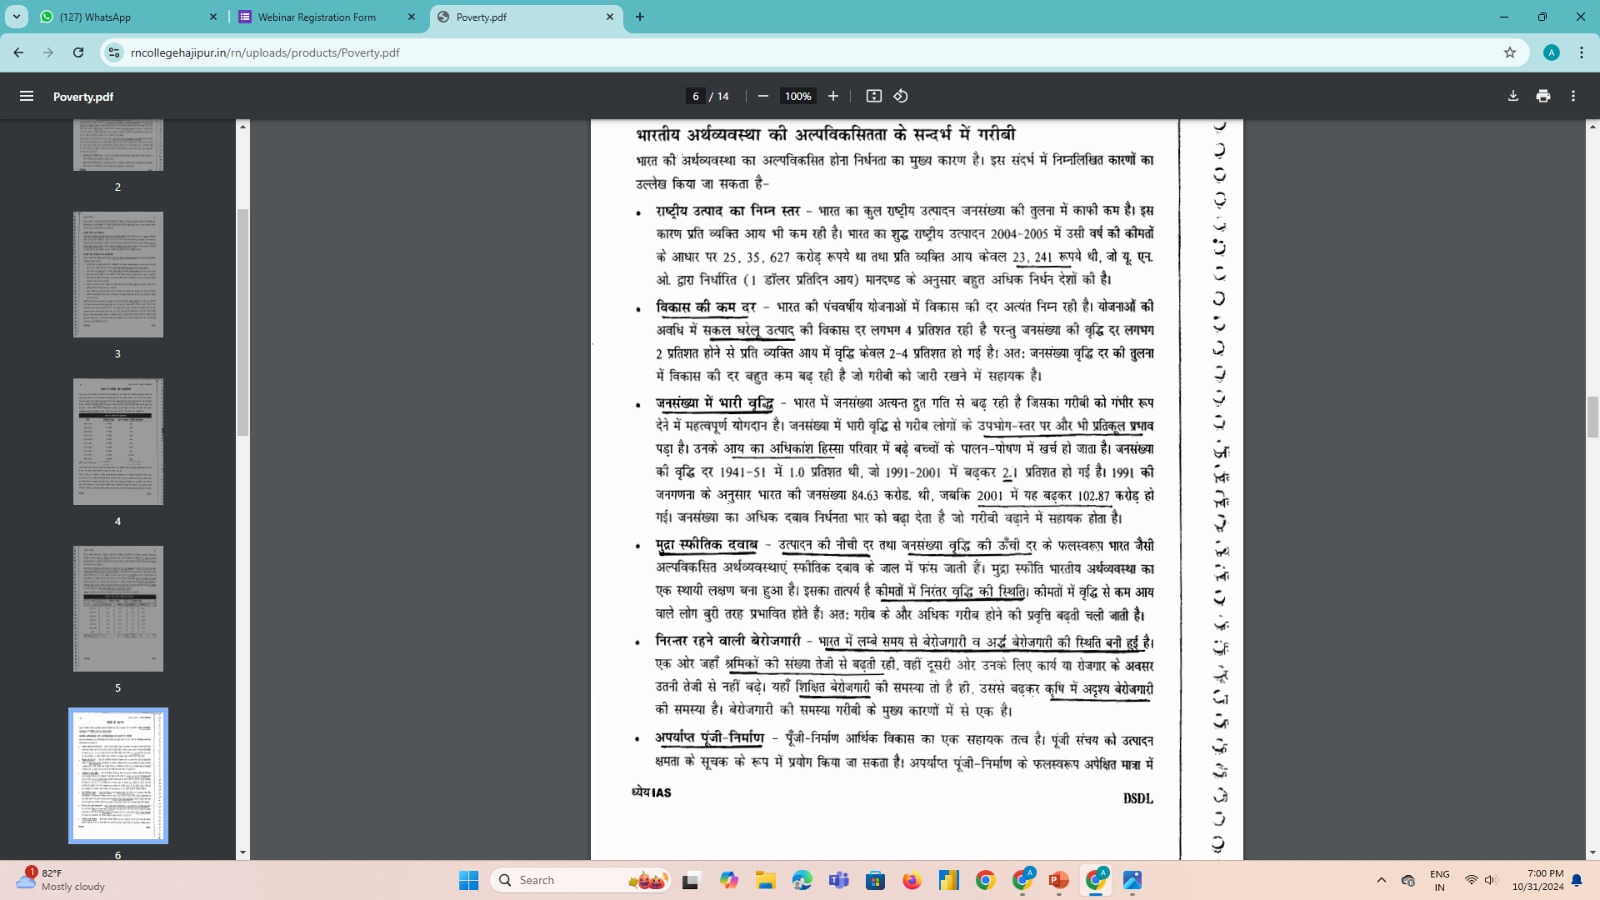 (127) WhatsApp
Webinar Registration Form
Poverty.pdf
rncollegehajipur.in/rn/uploads/products/Poverty.pdf
A
Poverty.pdf
6 / 14
100%
2
3
4
5
6
भारतीय अर्थव्यवस्था की अल्पविकसितता के सन्दर्भ में गरीबी
भारत की अर्थव्यवस्था का अल्पविकसित होना निर्धनता का मुख्य कारण है। इस संदर्भ में निम्नलिखित कारणों का
उल्लेख किया जा सकता है-
• राष्ट्रीय उत्पाद का निम्न स्तर - भारत का कुल राष्ट्रीय उत्पादन जनसंख्या की तुलना में काफी कम है। इस
कारण प्रति व्यक्ति आय भी कम रही है। भारत का शुद्ध राष्ट्रीय उत्पादन 2004-2005 में उसी वर्ष की कीमतों
के आधार पर 25, 35, 627 करोड़ रूपये था तथा प्रति व्यक्ति आय केवल 23, 241 रूपये थी, जो यू. एन.
ओ. द्वारा निर्धारित (1 डॉलर प्रतिदिन आय) मानदण्ड के अनुसार बहुत अधिक निर्धन देशों की है।
• विकास की कम दर - भारत की पंचवर्षीय योजनाओं में विकास की दर अत्यंत निम्न रही है। योजनाओं की
अवधि में सकल घरेलू उत्पाद की विकास दर लगभग 4 प्रतिशत रही है परन्तु जनसंख्या की वृद्धि दर लगभग
2 प्रतिशत होने से प्रति व्यक्ति आय में वृद्धि केवल 2-4 प्रतिशत हो गई है। अत: जनसंख्या वृद्धि दर की तुलना
में विकास की दर बहुत कम बढ़ रही है जो गरीबी को जारी रखने में सहायक है।
• जनसंख्या में भारी वृद्धि - भारत में जनसंख्या अत्यन्त द्रुत गति से बढ़ रही है जिसका गरीबी को गंभीर रूप
देने में महत्वपूर्ण योगदान है। जनसंख्या में भारी वृद्धि से गरीब लोगों के उपभोग-स्तर पर और भी प्रतिकूल प्रभाव
पड़ा है। उनके आय का अधिकांश हिस्सा परिवार में बढ़े बच्चों के पालन-पोषण में खर्च हो जाता है। जनसंख्या
की वृद्धि दर 1941-51 में 1.0 प्रतिशत थी, जो 1991-2001 में बढ़कर 2.1 प्रतिशत हो गई है। 1991 की
जनगणना के अनुसार भारत की जनसंख्या 84.63 करोड. थी, जबकि 2001 में यह बढ़कर 102.87 करोड़ हो
गई। जनसंख्या का अधिक दबाव निर्धनता भार को बढा देता है जो गरीबी बढ़ाने में सहायक होता है।
• मुद्रा स्फीतिक दवाब - उत्पादन की नीची दर तथा जनसंख्या वृद्धि की ऊँची दर के फलस्वरूप भारत जैसी
अल्पविकसित अर्थव्यवस्थाएं स्फीतिक दबाव के जाल में फंस जाती हैं। मुद्रा स्फीति भारतीय अर्थव्यवस्था का
एक स्थायी लक्षण बना हुआ है। इसका तात्पर्य है कीमतों में निरंतर वृद्धि की स्थिति। कीमतों में वृद्धि से कम आय
वाले लोग बुरी तरह प्रभावित होते हैं। अत: गरीब के और अधिक गरीब होने की प्रवृत्ति बढ़ती चली जाती है।
• निरन्तर रहने वाली बेरोजगारी - भारत में लम्बे समय से बेरोजगारी व अर्द्ध बेरोजगारी की स्थिति बनी हुई है।
एक ओर जहाँ श्रमिकों की संख्या तेजी से बढ़ती रही, वहीं दूसरी ओर उनके लिए कार्य या रोजगार के अवसर
उतनी तेजी से नहीं बढ़े। यहाँ शिक्षित बेरोजगारी की समस्या तो है ही, उससे बढ़कर कृषि में अदृश्य बेरोजगारी
की समस्या है। बेरोजगारी की समस्या गरीबी के मुख्य कारणों में से एक है।
• अपर्याप्त पूंजी-निर्माण - पूँजी-निर्माण आर्थिक विकास का एक सहायक तत्व है। पूंजी संचय को उत्पादन
क्षमता के सूचक के रूप में प्रयोग किया जा सकता है। अपर्याप्त पूंजी-निर्माण के फलस्वरूप अपेक्षित मात्रा में
ध्येय IAS
DSDL
1
82°F
Mostly cloudy
Search
ENG
IN
7:00 PM
10/31/2024